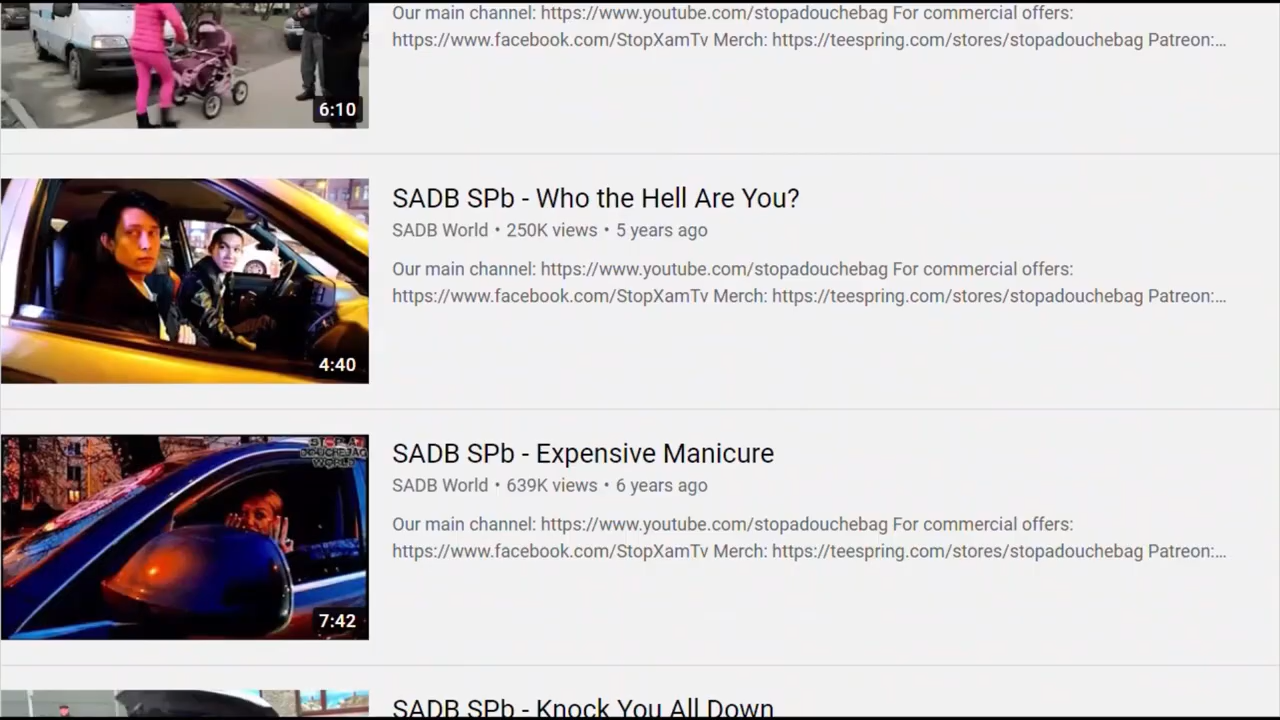 Our main channel: https://www.youtube.com/stopadouchebag For commercial offers:
https://www.facebook.com/StopXamTv Merch: https://teespring.com/stores/stopadouchebag Patreon:...
6:10
SADB SPb - Who the Hell Are You?
SADB World • 250K views • 5 years ago
Our main channel: https://www.youtube.com/stopadouchebag For commercial offers:
https://www.facebook.com/StopXamTv Merch: https://teespring.com/stores/stopadouchebag Patreon:...
4:40
STOP A
DOUCHEBAG
WORLD
SADB SPb - Expensive Manicure
SADB World • 639K views • 6 years ago
Our main channel: https://www.youtube.com/stopadouchebag For commercial offers:
https://www.facebook.com/StopXamTv Merch: https://teespring.com/stores/stopadouchebag Patreon:...
7:42
SADB SPb - Knock You All Down